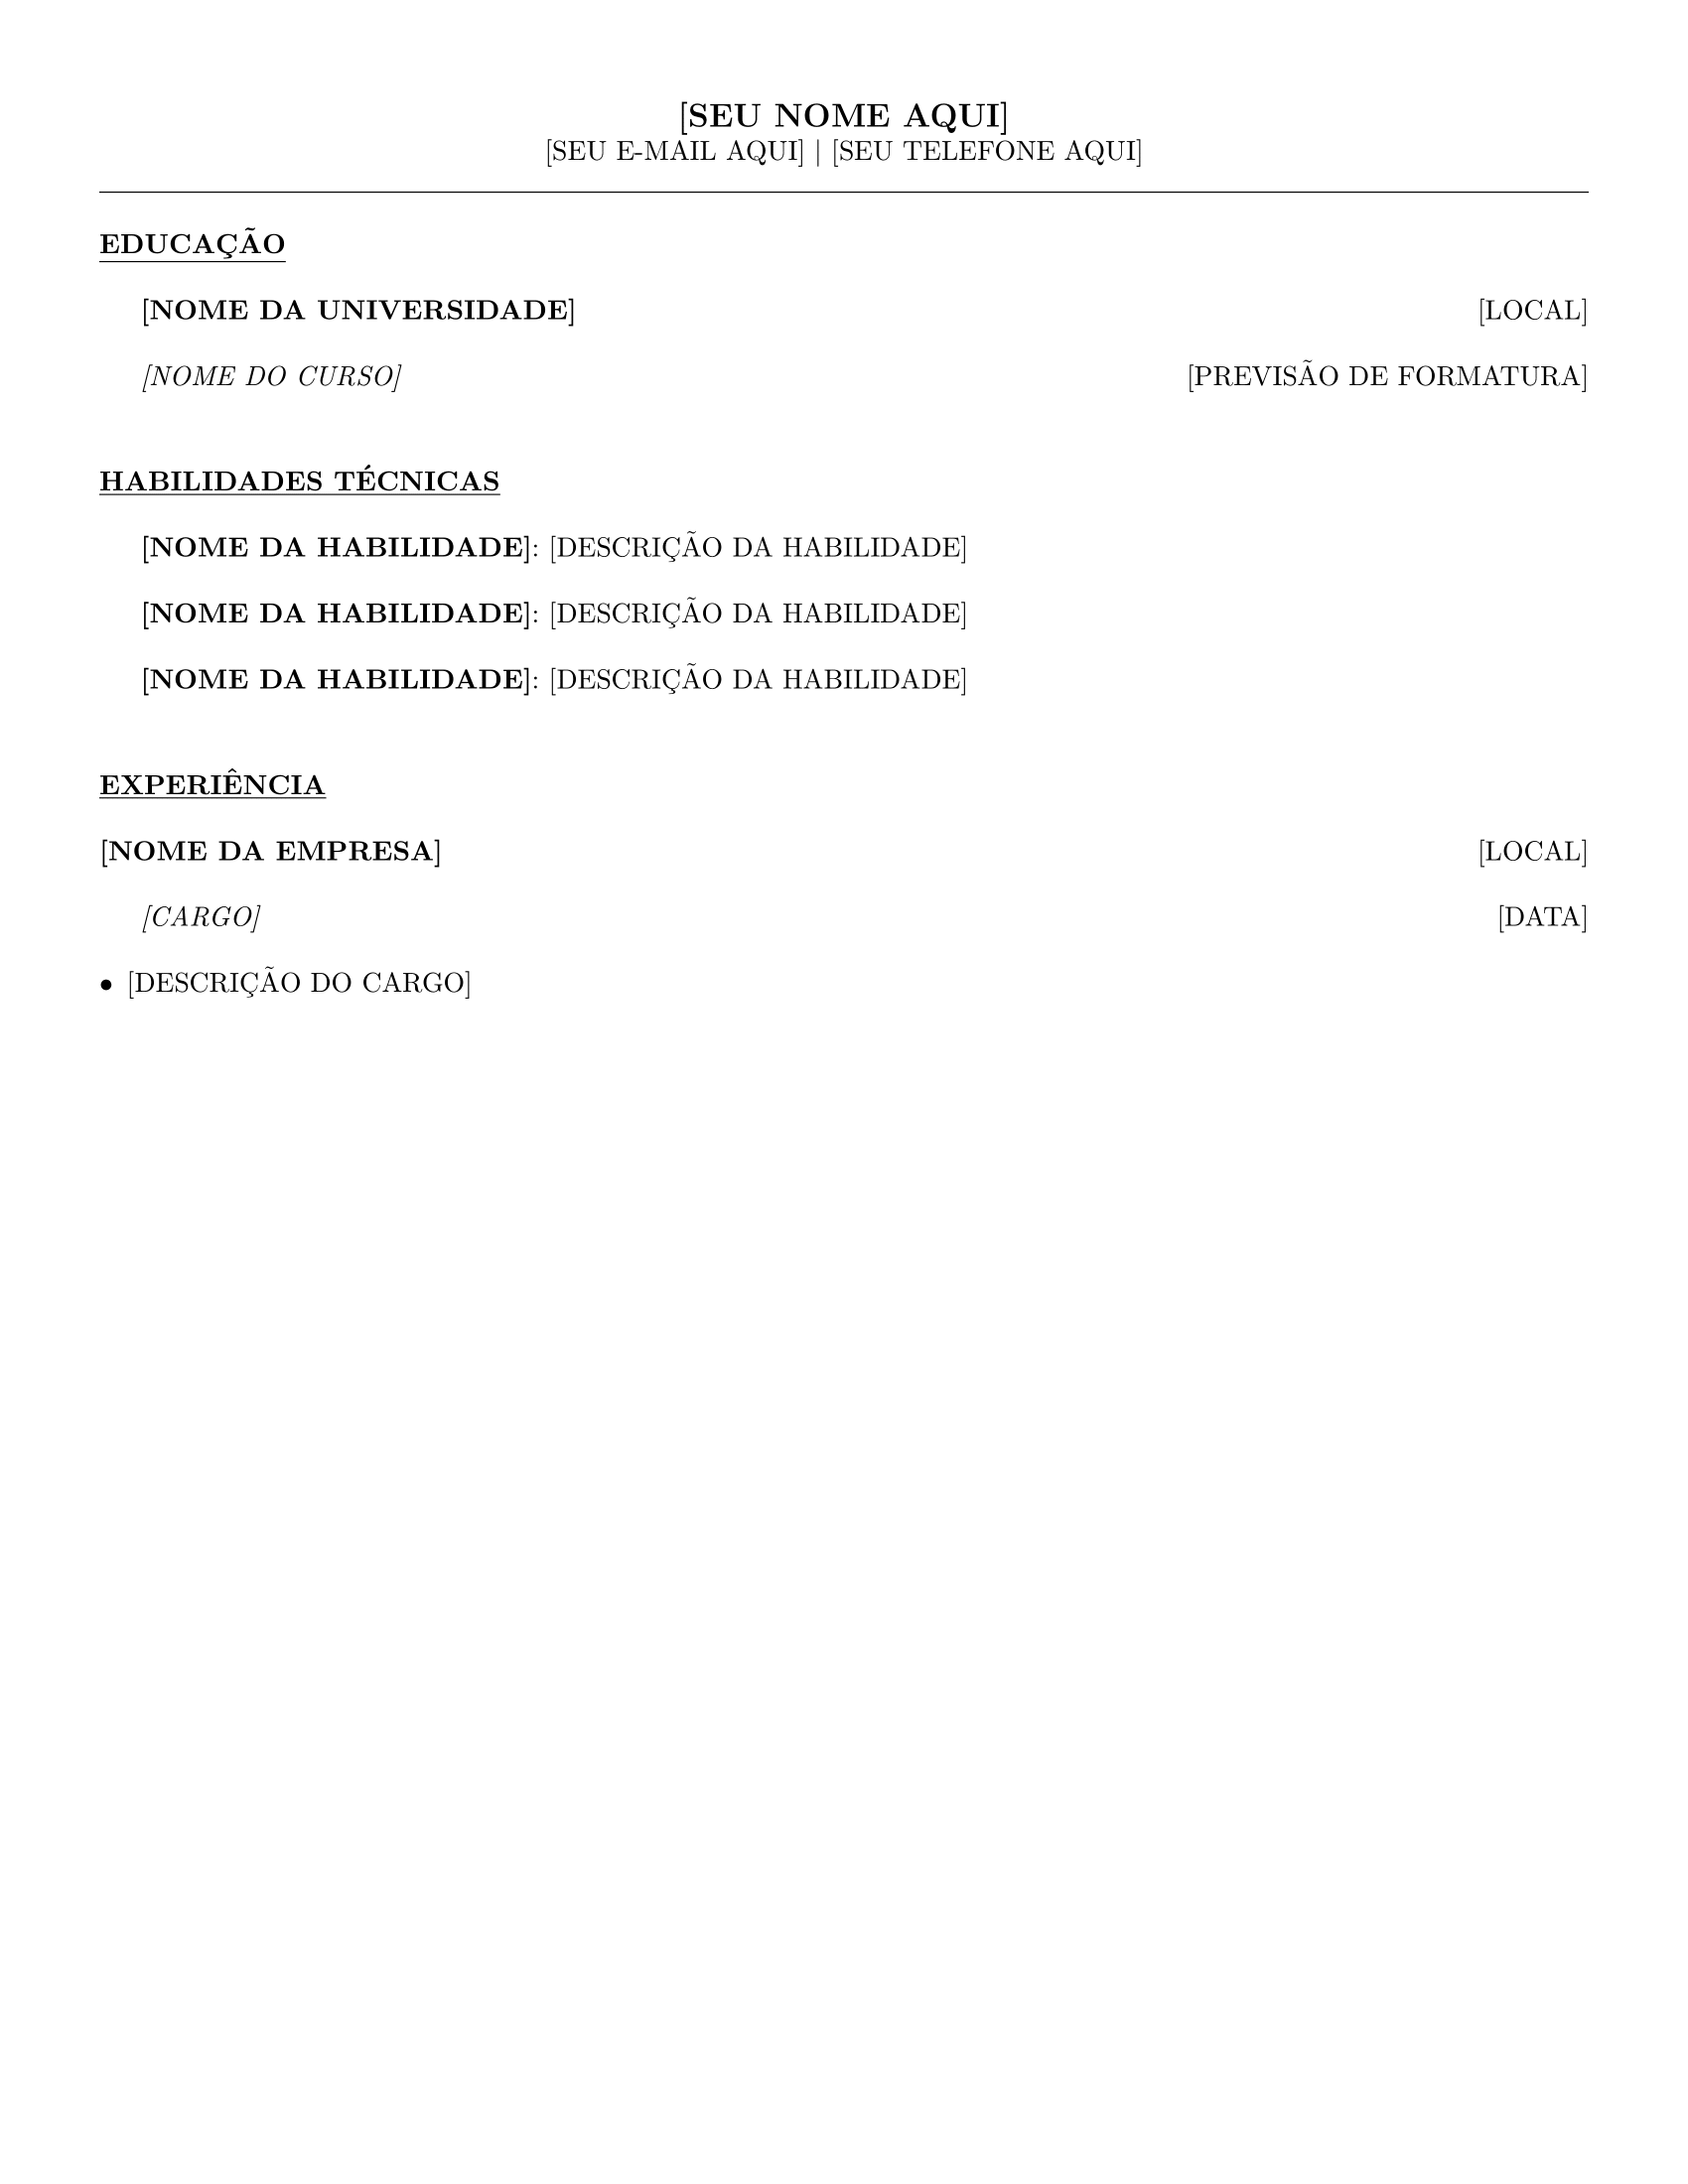 [SEU NOME AQUI]
[SEU E-MAIL AQUI] | [SEU TELEFONE AQUI]
EDUCAÇÃO
[NOME DA UNIVERSIDADE] [LOCAL]
[NOME DO CURSO] [PREVISÃO DE FORMATURA]
HABILIDADES TÉCNICAS
[NOME DA HABILIDADE]: [DESCRIÇÃO DA HABILIDADE]
[NOME DA HABILIDADE]: [DESCRIÇÃO DA HABILIDADE]
[NOME DA HABILIDADE]: [DESCRIÇÃO DA HABILIDADE]
EXPERIÊNCIA
[NOME DA EMPRESA] [LOCAL]
[CARGO] [DATA]
• [DESCRIÇÃO DO CARGO]